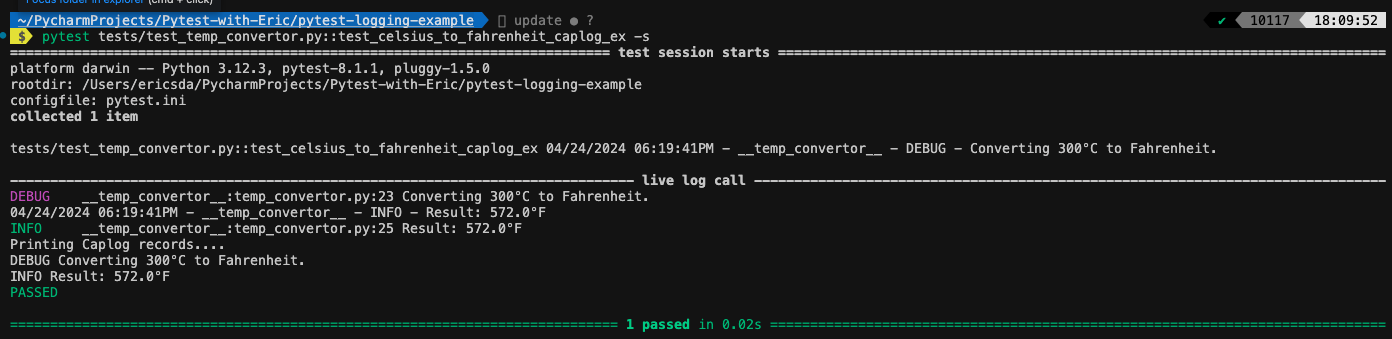 Focus folder in explorer (cmd + click)
~/PycharmProjects/Pytest-with-Eric/pytest-logging-example update ● ? ✔ 10117 18:09:52
$ pytest tests/test_temp_convertor.py::test_celsius_to_fahrenheit_caplog_ex -s
=========================================================================== test session starts ============================================================================
platform darwin -- Python 3.12.3, pytest-8.1.1, pluggy-1.5.0
rootdir: /Users/ericsda/PycharmProjects/Pytest-with-Eric/pytest-logging-example
configfile: pytest.ini
collected 1 item
tests/test_temp_convertor.py::test_celsius_to_fahrenheit_caplog_ex 04/24/2024 06:19:41PM - __temp_convertor__ - DEBUG - Converting 300°C to Fahrenheit.
------------------------------------------------------------------------------ live log call -------------------------------------------------------------------------------
DEBUG    __temp_convertor__:temp_convertor.py:23 Converting 300°C to Fahrenheit.
04/24/2024 06:19:41PM - __temp_convertor__ - INFO - Result: 572.0°F
INFO     __temp_convertor__:temp_convertor.py:25 Result: 572.0°F
Printing Caplog records....
DEBUG Converting 300°C to Fahrenheit.
INFO Result: 572.0°F
PASSED
============================================================================ 1 passed in 0.02s =============================================================================